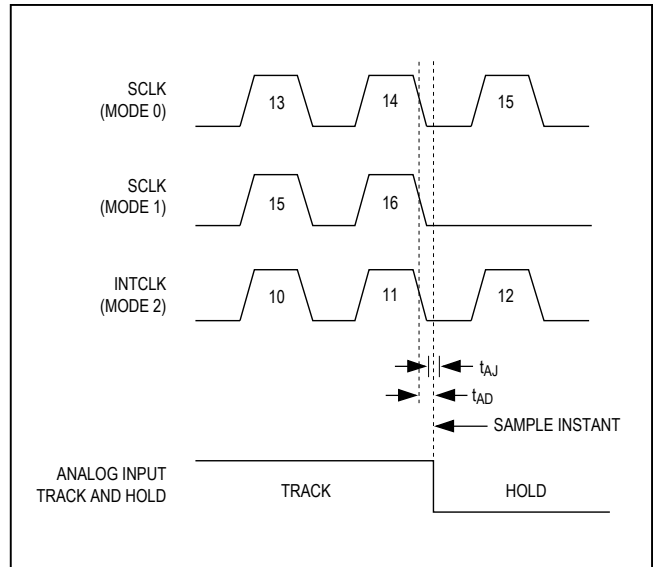 SCLK
(MODE 0)
13
14
15
SCLK
(MODE 1)
15
16
INTCLK
(MODE 2)
10
11
12
tAJ
tAD
SAMPLE INSTANT
ANALOG INPUT
TRACK AND HOLD
TRACK
HOLD